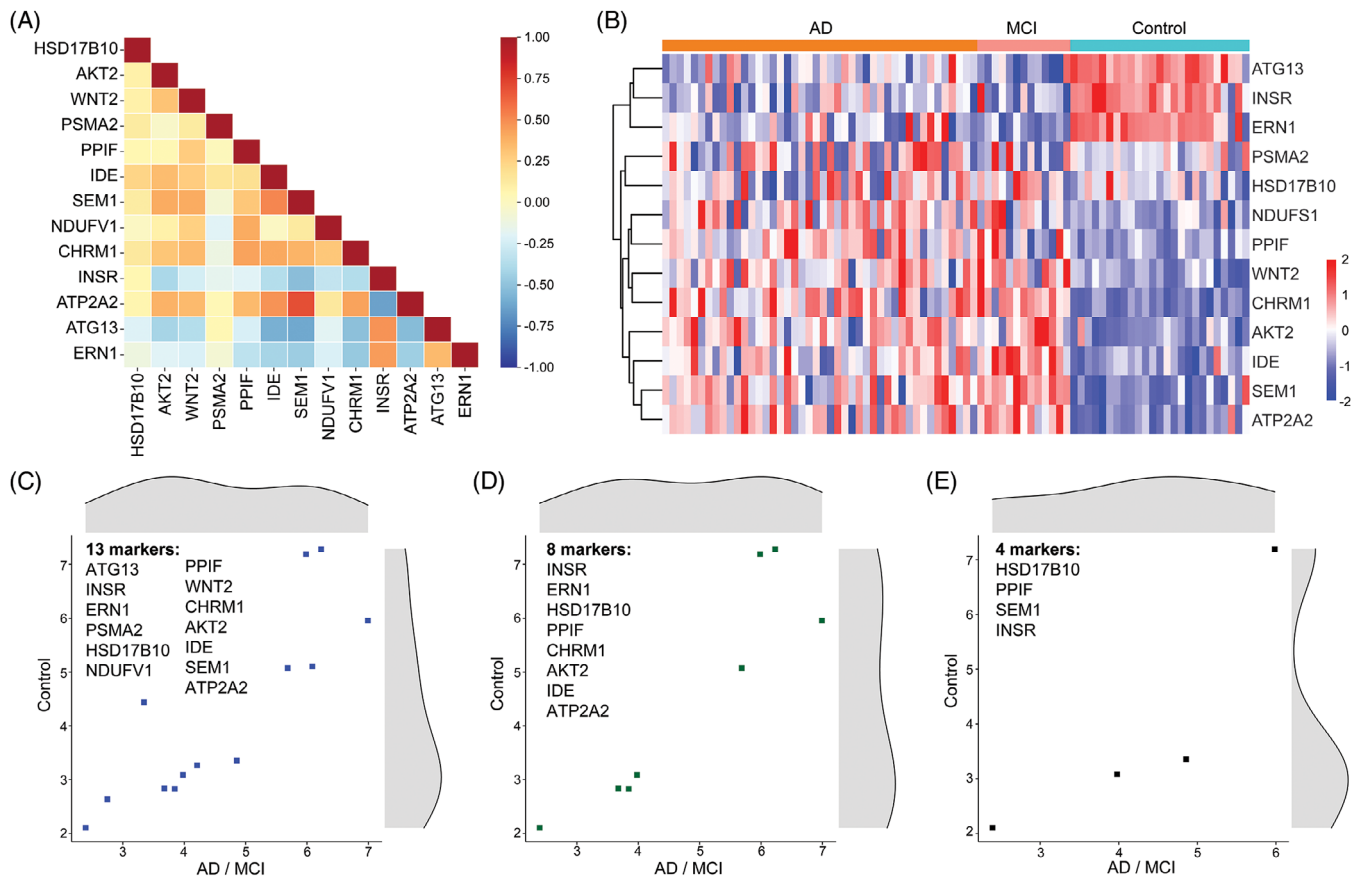 (A)
HSD17B10
AKT2
WNT2
PSMA2
PPIF
IDE
SEM1
NDUFV1
CHRM1
INSR
ATP2A2
ATG13
ERN1
HSD17B10 AKT2 WNT2 PSMA2 PPIF IDE SEM1 NDUFV1 CHRM1 INSR ATP2A2 ATG13 ERN1
1.00
0.75
0.50
0.25
0.00
-0.25
-0.50
-0.75
-1.00
(B)
AD MCI Control
ATG13
INSR
ERN1
PSMA2
HSD17B10
NDUFS1
PPIF
WNT2
CHRM1
AKT2
IDE
SEM1
ATP2A2
2
1
0
-1
-2
(C)
13 markers:
ATG13
INSR
ERN1
PSMA2
HSD17B10
NDUFV1
PPIF
WNT2
CHRM1
AKT2
IDE
SEM1
ATP2A2
Control
7
6
5
4
3
2
3 4 5 6 7
AD / MCI
(D)
8 markers:
INSR
ERN1
HSD17B10
PPIF
CHRM1
AKT2
IDE
ATP2A2
Control
7
6
5
4
3
2
3 4 5 6 7
AD / MCI
(E)
4 markers:
HSD17B10
PPIF
SEM1
INSR
Control
7
6
5
4
3
2
3 4 5 6
AD / MCI